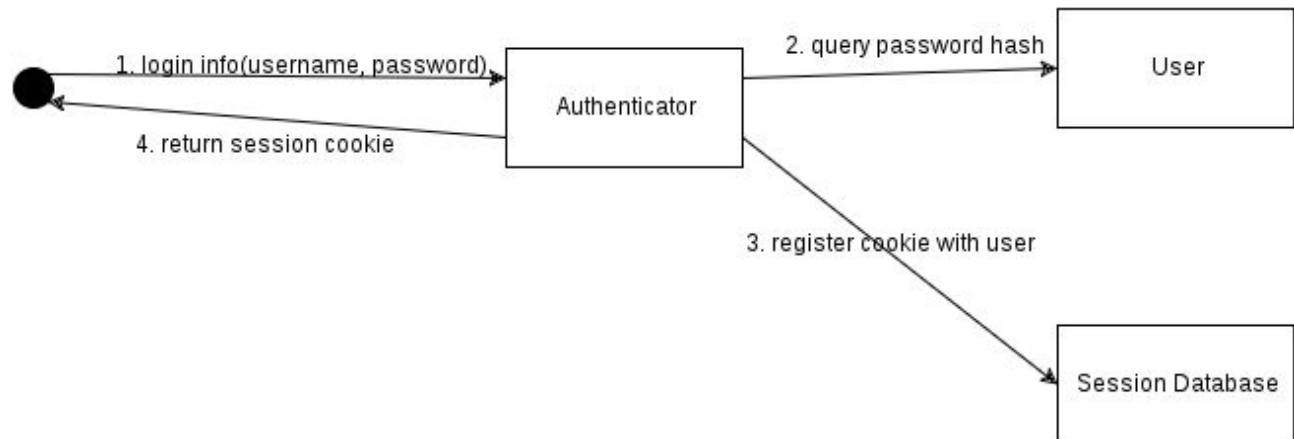 1. login info(username, password)
2. query password hash
User
Authenticator
4. return session cookie
3. register cookie with user
Session Database